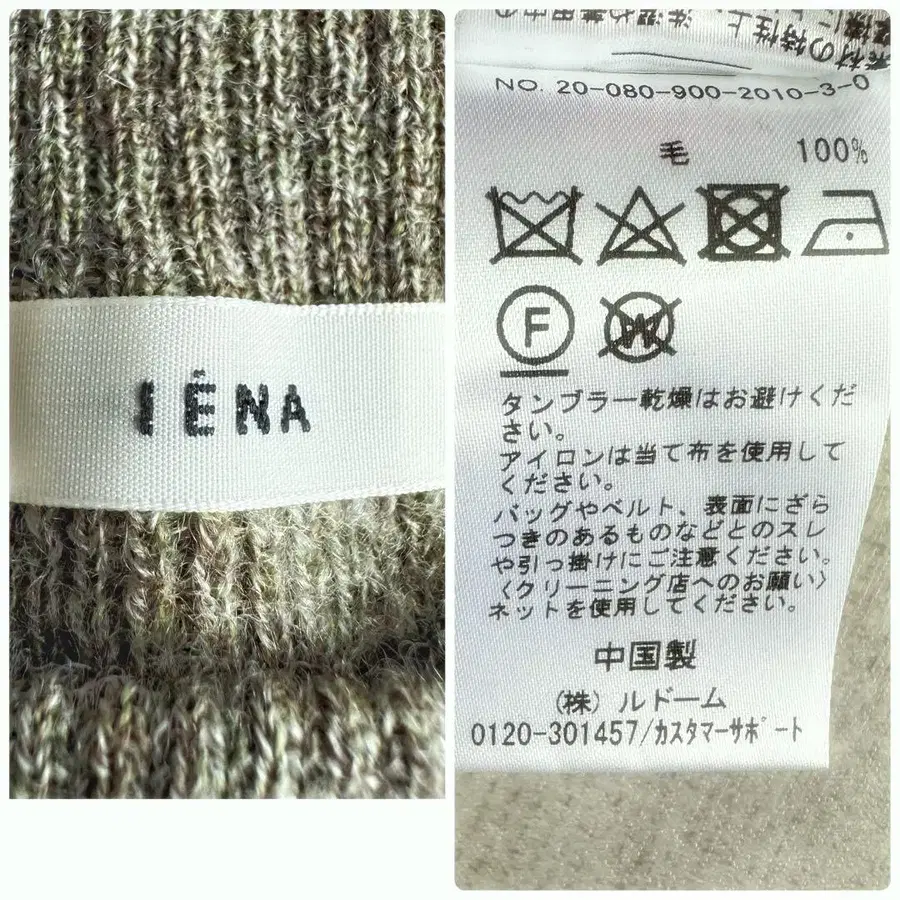 IÉNA
NO. 20-080-900-2010-3-0
毛 100%
F
W
タンブラー乾燥はお避けくだ
さい。
アイロンは当て布を使用して
ください。
バッグやベルト、表面にざら
つきのあるものなどとのスレ
や引っ掛けにご注意ください。
〈クリーニング店へのお願い〉
ネットを使用してください。
中国製
(株) ルドーム
0120-301457/カスタマーサポート